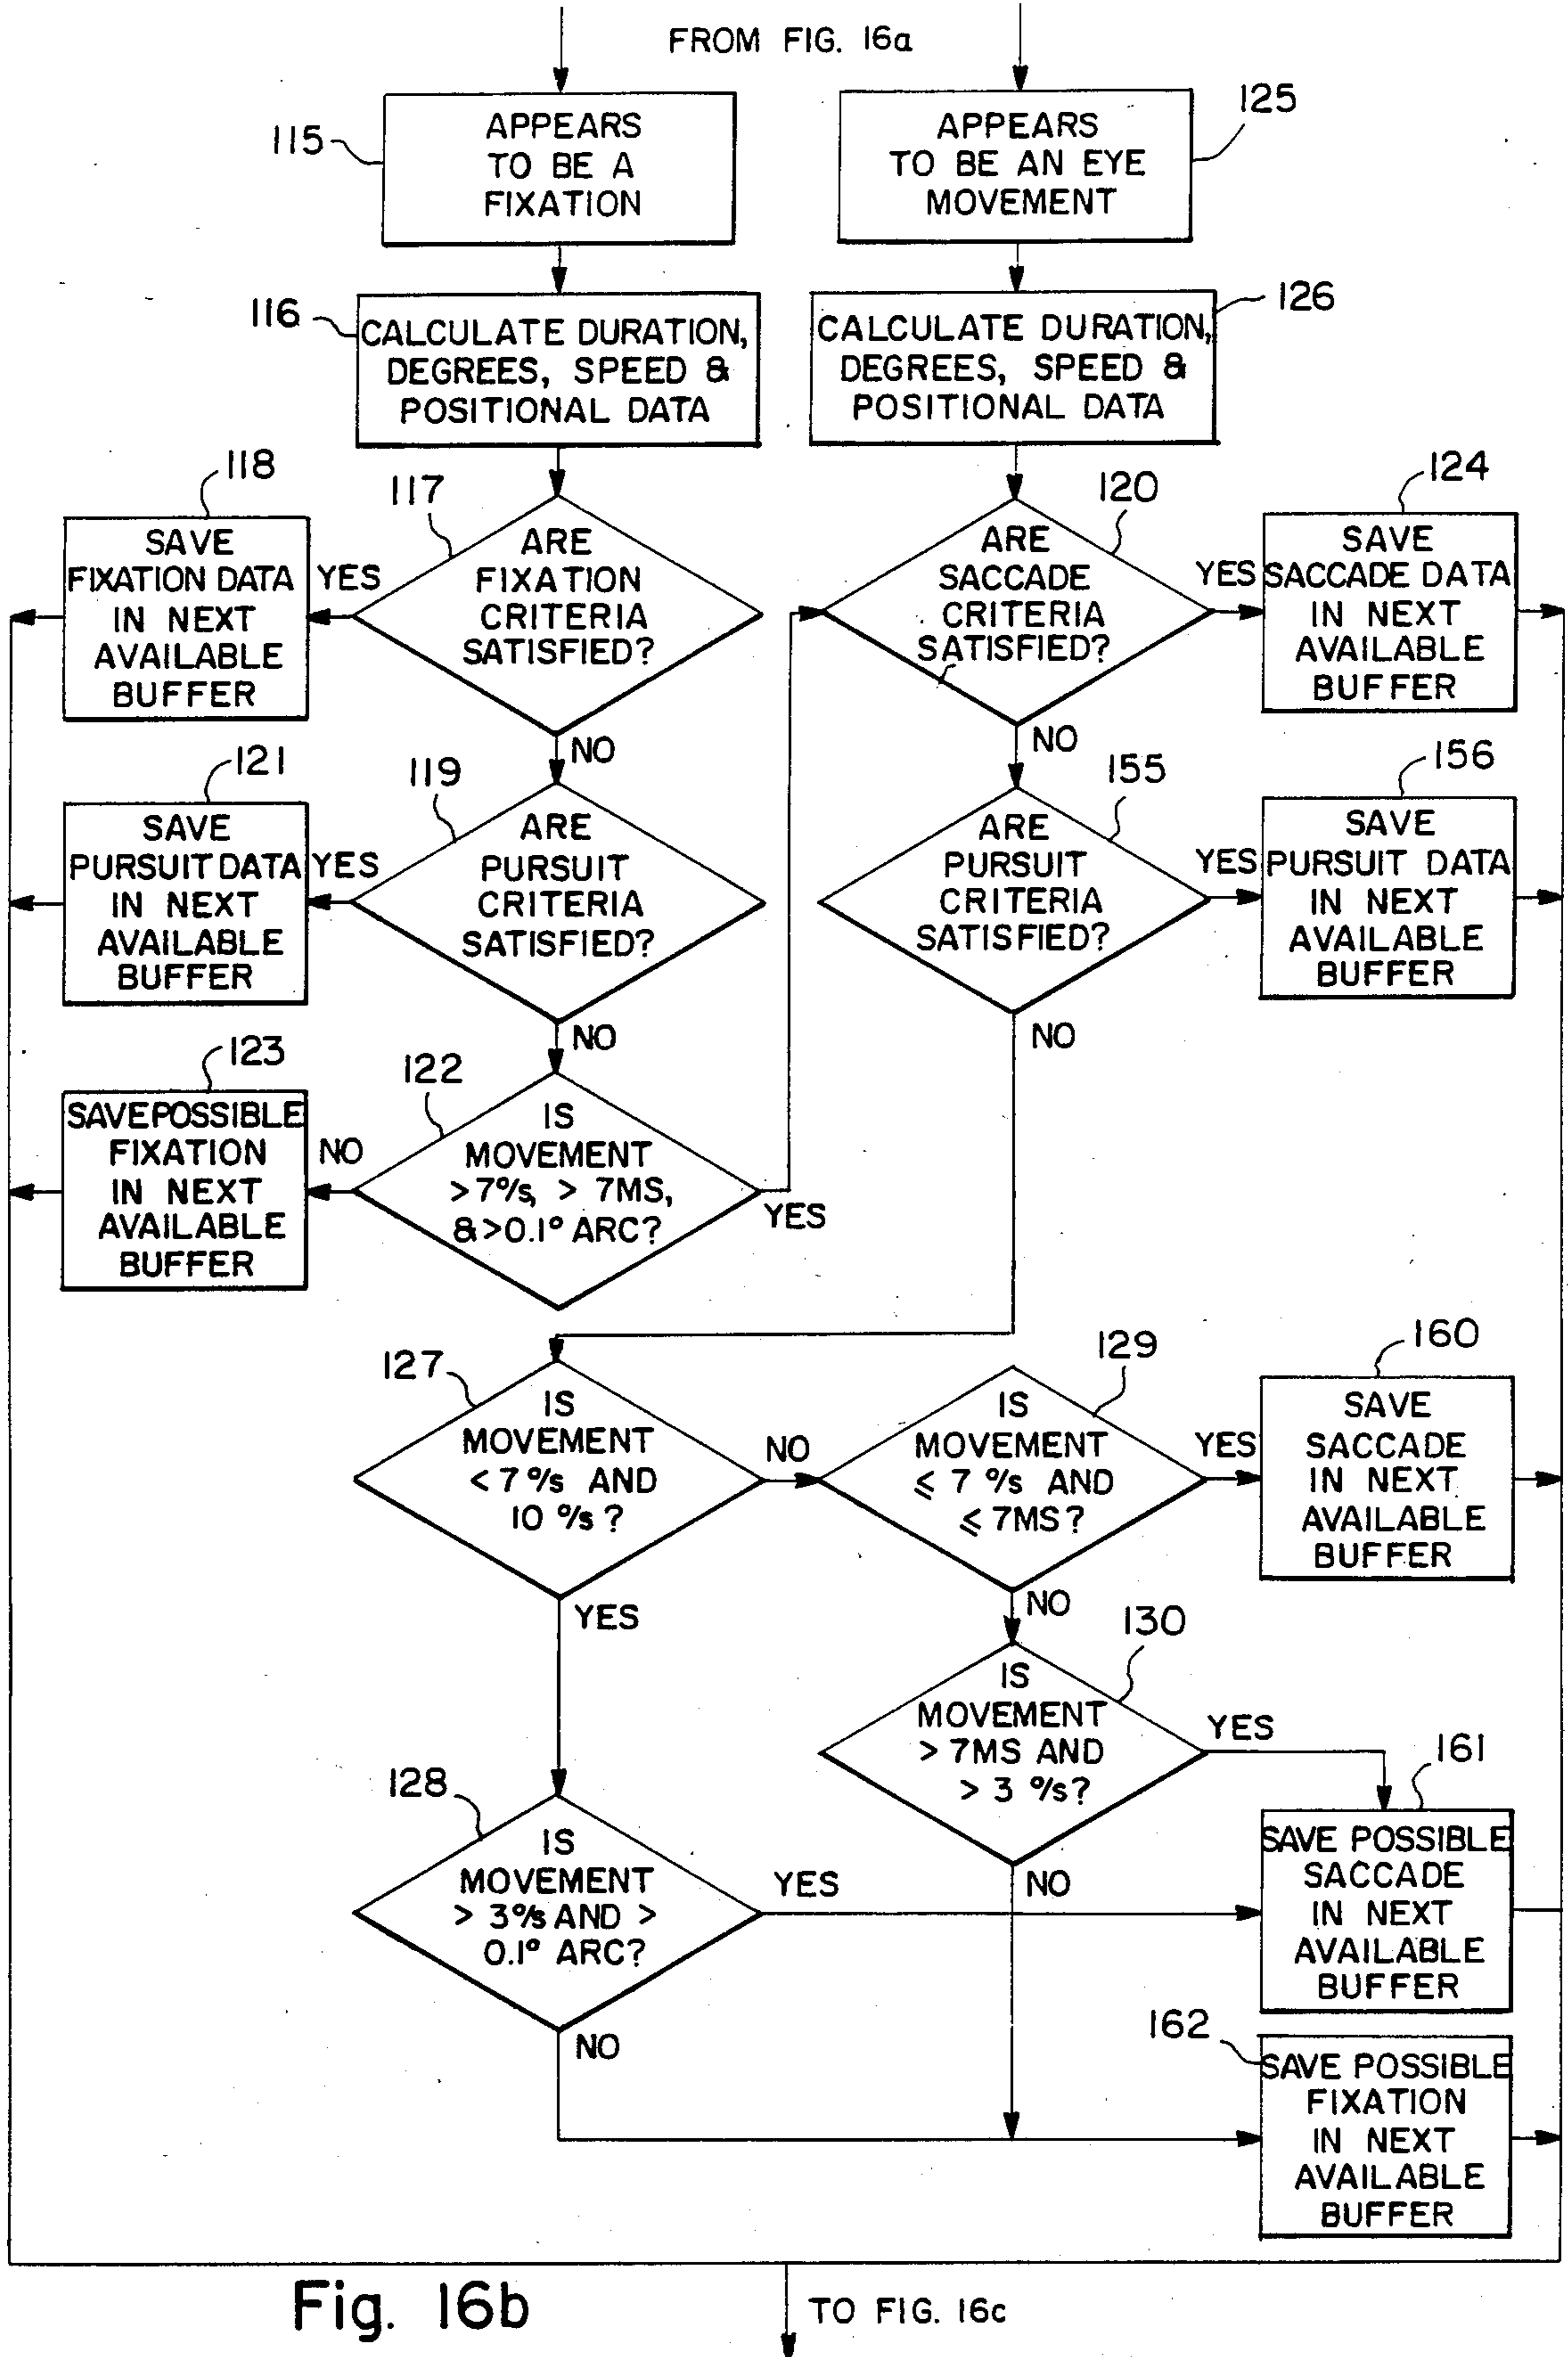 FROM FIG. 16a
115
APPEARS
TO BE A
FIXATION
125
APPEARS
TO BE AN EYE
MOVEMENT
116
CALCULATE DURATION,
DEGREES, SPEED &
POSITIONAL DATA
126
CALCULATE DURATION,
DEGREES, SPEED &
POSITIONAL DATA
118
SAVE
FIXATION DATA
IN NEXT
AVAILABLE
BUFFER
YES
117
ARE
FIXATION
CRITERIA
SATISFIED?
NO
120
ARE
SACCADE
CRITERIA
SATISFIED?
YES
NO
124
SAVE
SACCADE DATA
IN NEXT
AVAILABLE
BUFFER
121
SAVE
PURSUIT DATA
IN NEXT
AVAILABLE
BUFFER
YES
119
ARE
PURSUIT
CRITERIA
SATISFIED?
NO
155
ARE
PURSUIT
CRITERIA
SATISFIED?
YES
NO
156
SAVE
PURSUIT DATA
IN NEXT
AVAILABLE
BUFFER
123
SAVE POSSIBLE
FIXATION
IN NEXT
AVAILABLE
BUFFER
NO
122
IS
MOVEMENT
>7°/s, > 7MS,
&>0.1° ARC?
YES
127
IS
MOVEMENT
<7°/s AND
10 °/s?
NO
YES
129
IS
MOVEMENT
≤ 7 °/s AND
≤ 7MS?
YES
NO
160
SAVE
SACCADE
IN NEXT
AVAILABLE
BUFFER
130
IS
MOVEMENT
> 7MS AND
> 3 °/s?
YES
NO
128
IS
MOVEMENT
> 3°/s AND >
0.1° ARC?
YES
NO
161
SAVE POSSIBLE
SACCADE
IN NEXT
AVAILABLE
BUFFER
162
SAVE POSSIBLE
FIXATION
IN NEXT
AVAILABLE
BUFFER
Fig. 16b
TO FIG. 16c